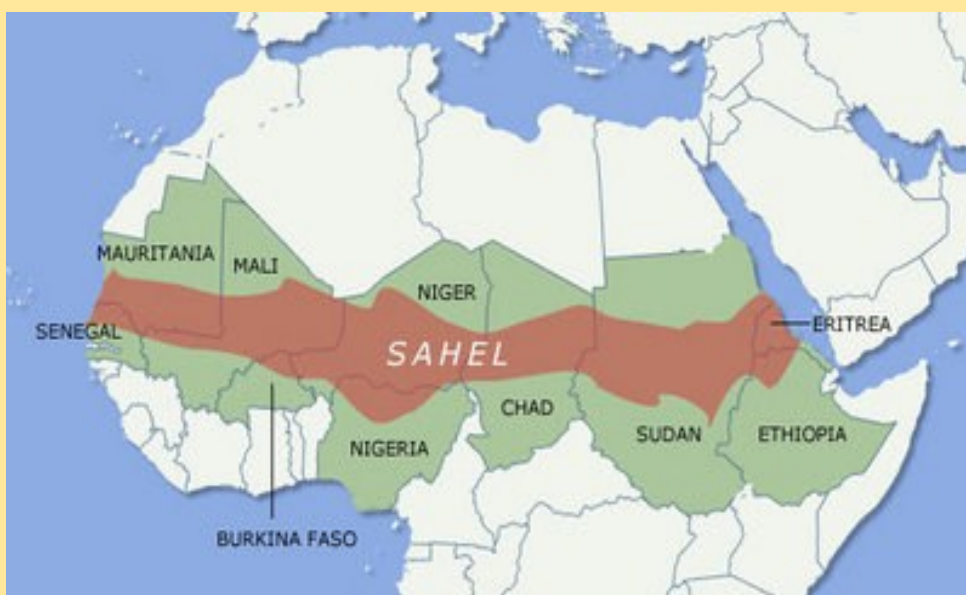 MAURITANIA
MALI
NIGER
SENEGAL
ERITREA
SAHEL
CHAD
NIGERIA
SUDAN
ETHIOPIA
BURKINA FASO